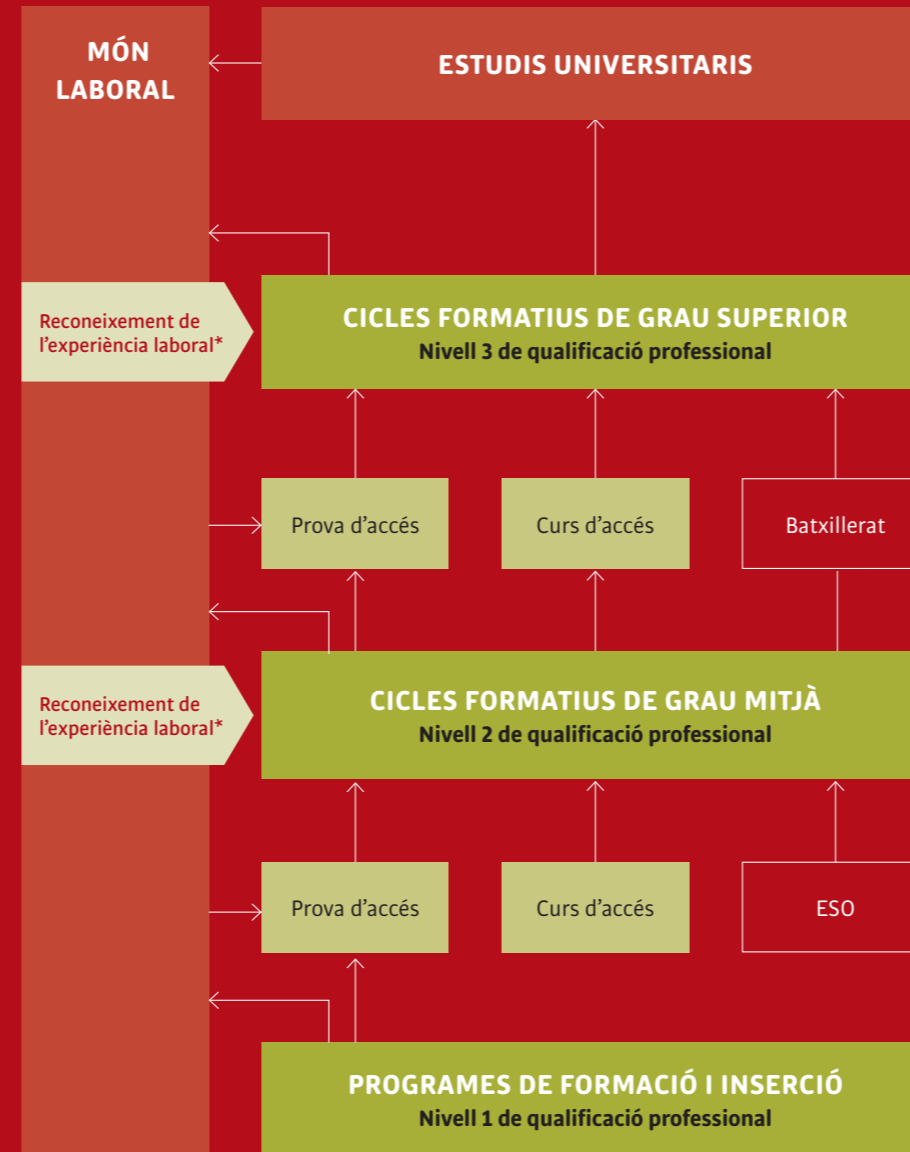 MÓN
LABORAL
ESTUDIS UNIVERSITARIS
Reconeixement de
l'experiència laboral*
CICLES FORMATIUS DE GRAU SUPERIOR
Nivell 3 de qualificació professional
Prova d'accés
Curs d'accés
Batxillerat
Reconeixement de
l'experiència laboral*
CICLES FORMATIUS DE GRAU MITJÀ
Nivell 2 de qualificació professional
Prova d'accés
Curs d'accés
ESO
PROGRAMES DE FORMACIÓ I INSERCIÓ
Nivell 1 de qualificació professional